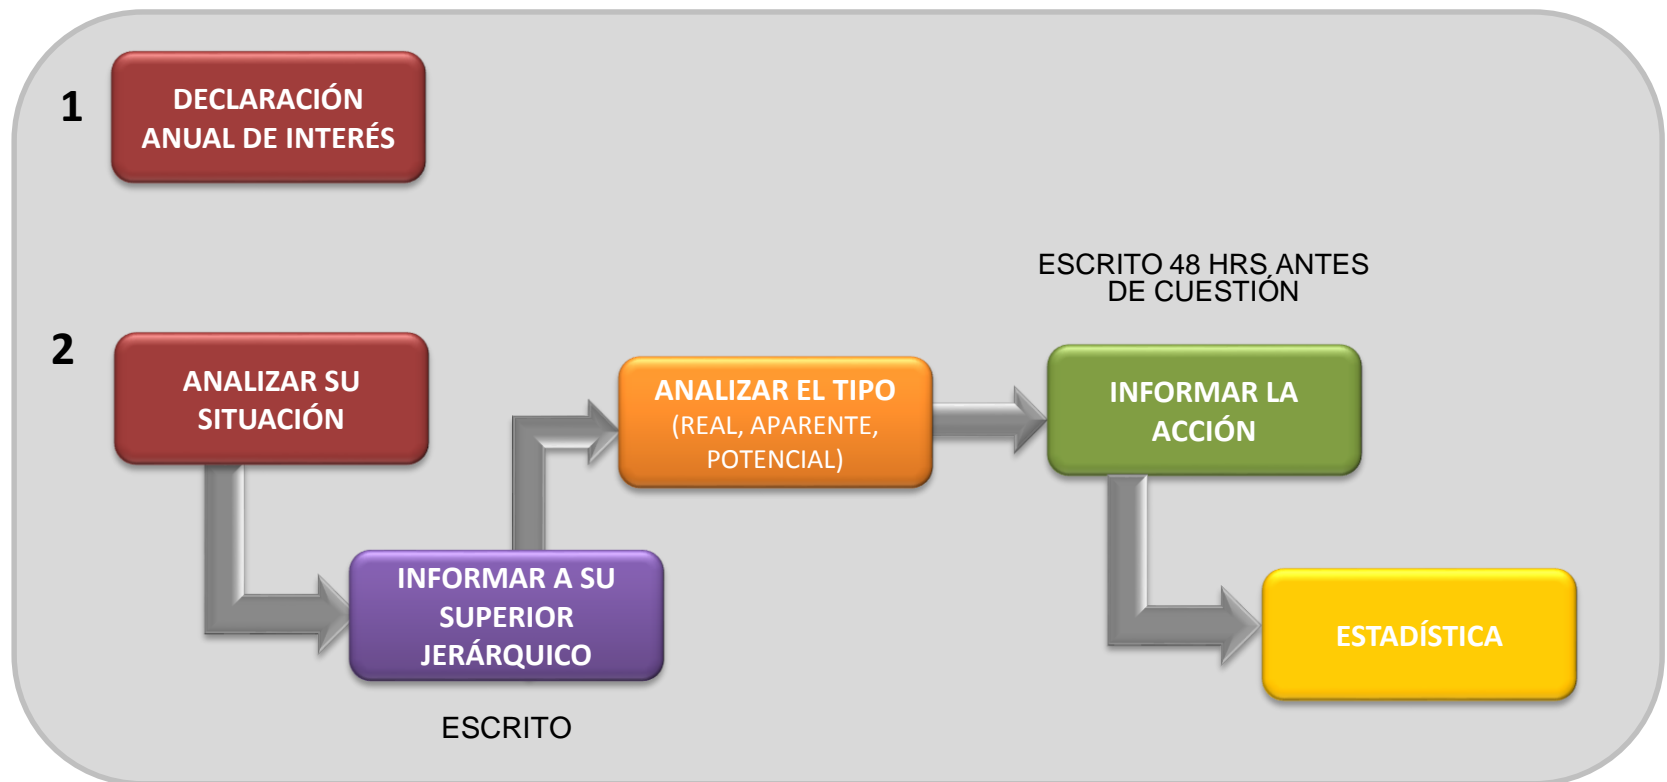 1
DECLARACIÓN
ANUAL DE INTERÉS
ESCRITO 48 HRS ANTES
DE CUESTIÓN
2
ANALIZAR SU
SITUACIÓN
ANALIZAR EL TIPO
(REAL, APARENTE,
POTENCIAL)
INFORMAR LA
ACCIÓN
INFORMAR A SU
SUPERIOR
JERÁRQUICO
ESCRITO
ESTADÍSTICA